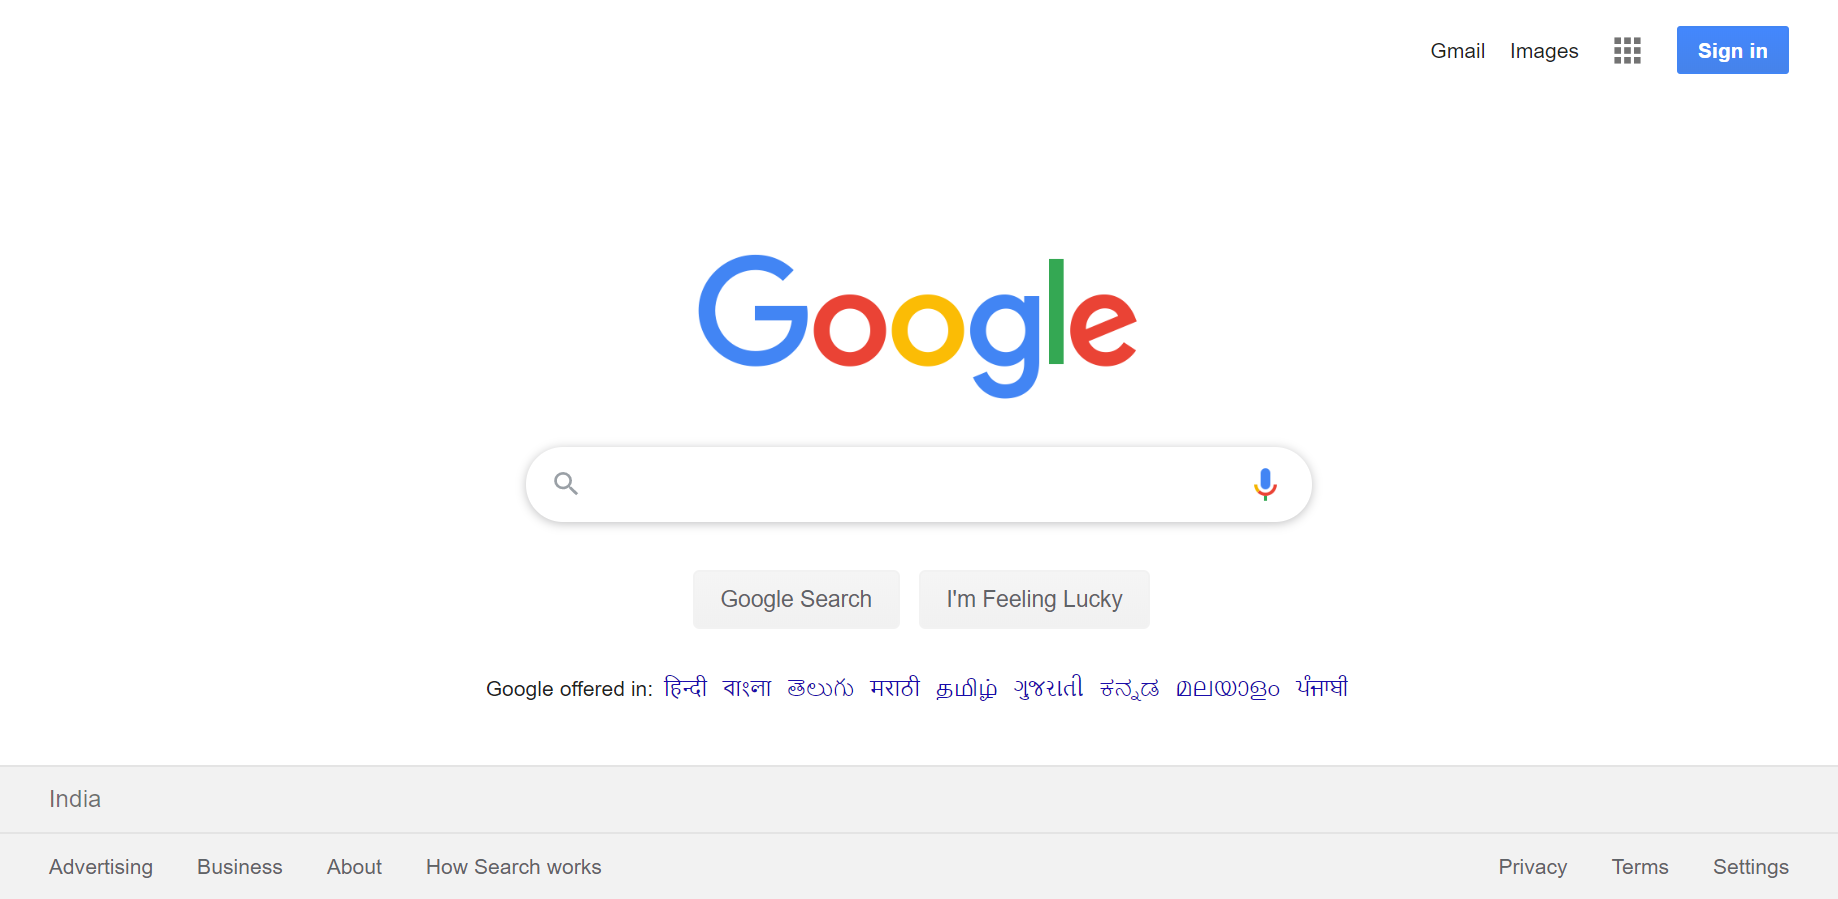 Gmail Images Sign in
Google
Google Search I'm Feeling Lucky
Google offered in: हिन्दी বাংলা తెలుగు मराठी தமிழ் ગુજરાતી ಕನ್ನಡ മലയാളം ਪੰਜਾਬੀ
India
Advertising Business About How Search works Privacy Terms Settings